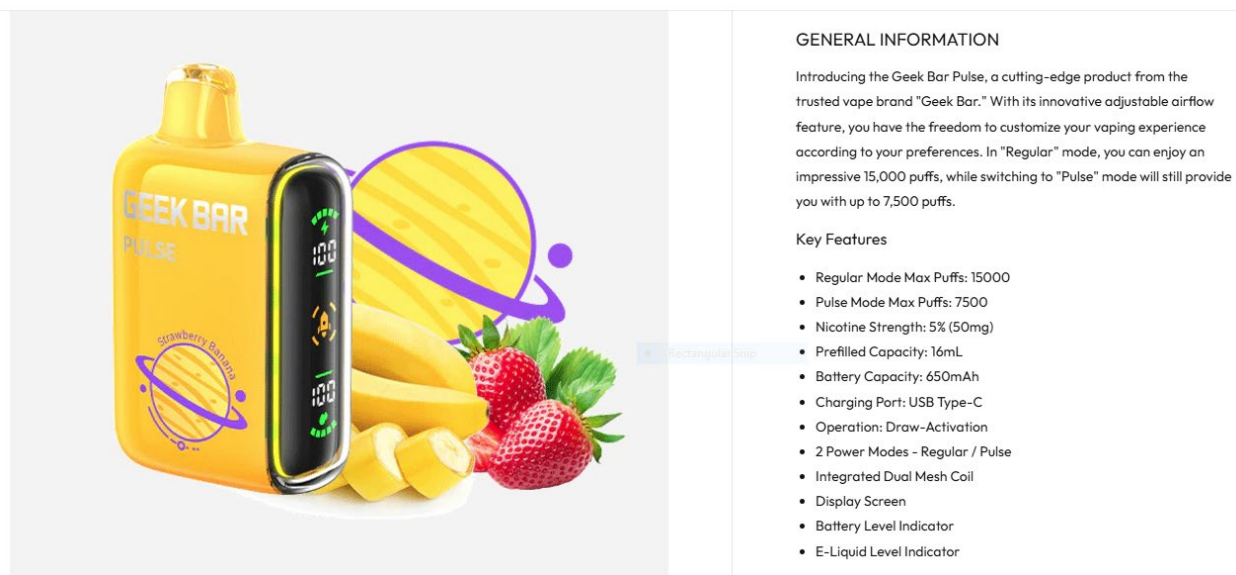 GEEK BAR
PULSE
Strawberry Banana
100
100
Rectangular Snip
GENERAL INFORMATION
Introducing the Geek Bar Pulse, a cutting-edge product from the
trusted vape brand "Geek Bar." With its innovative adjustable airflow
feature, you have the freedom to customize your vaping experience
according to your preferences. In "Regular" mode, you can enjoy an
impressive 15,000 puffs, while switching to "Pulse" mode will still provide
you with up to 7,500 puffs.
Key Features
• Regular Mode Max Puffs: 15000
• Pulse Mode Max Puffs: 7500
• Nicotine Strength: 5% (50mg)
• Prefilled Capacity: 16mL
• Battery Capacity: 650mAh
• Charging Port: USB Type-C
• Operation: Draw-Activation
• 2 Power Modes - Regular / Pulse
• Integrated Dual Mesh Coil
• Display Screen
• Battery Level Indicator
• E-Liquid Level Indicator